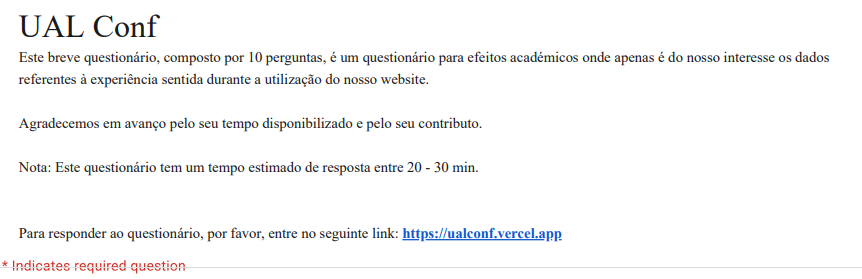 UAL Conf
Este breve questionário, composto por 10 perguntas, é um questionário para efeitos académicos onde apenas é do nosso interesse os dados
referentes à experiência sentida durante a utilização do nosso website.
Agradecemos em avanço pelo seu tempo disponibilizado e pelo seu contributo.
Nota: Este questionário tem um tempo estimado de resposta entre 20 - 30 min.
Para responder ao questionário, por favor, entre no seguinte link: https://ualconf.vercel.app
* Indicates required question